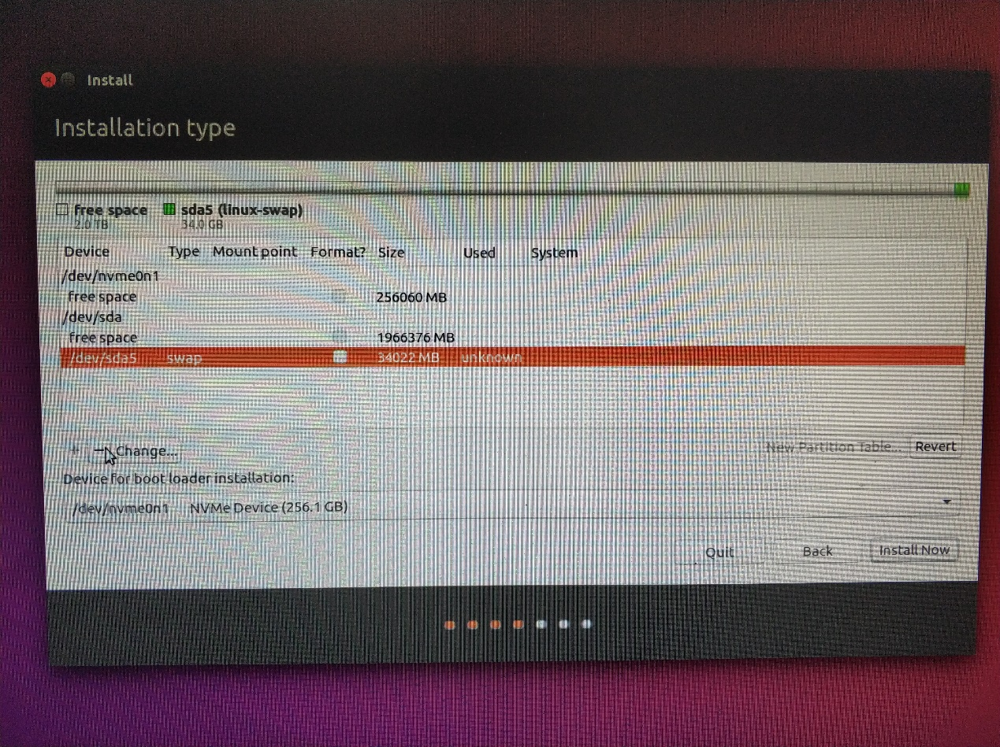 Install
Installation type
free space
2.0 TB
sda5 (linux-swap)
34.0 GB
Device Type Mount point Format? Size Used System
/dev/nvme0n1
free space 256060 MB
/dev/sda
free space 1966376 MB
/dev/sda5 swap 34022 MB unknown
+ − Change... New Partition Table... Revert
Device for boot loader installation:
/dev/nvme0n1 NVMe Device (256.1 GB)
Quit Back Install Now